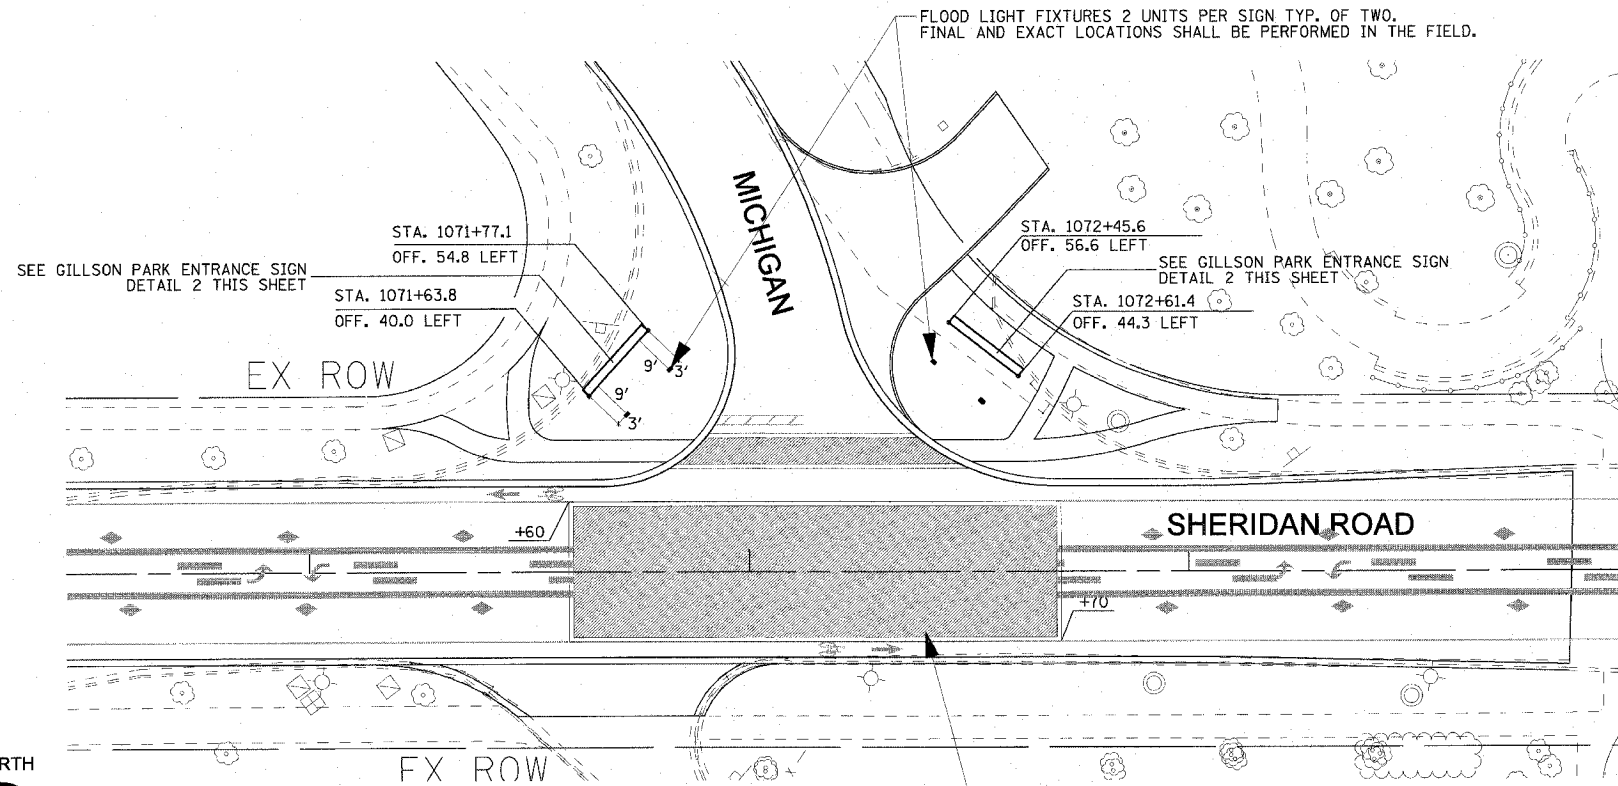 FLOOD LIGHT FIXTURES 2 UNITS PER SIGN TYP. OF TWO.
FINAL AND EXACT LOCATIONS SHALL BE PERFORMED IN THE FIELD.
MICHIGAN
STA. 1071+77.1
OFF. 54.8 LEFT
SEE GILLSON PARK ENTRANCE SIGN
DETAIL 2 THIS SHEET
STA. 1071+63.8
OFF. 40.0 LEFT
STA. 1072+45.6
OFF. 56.6 LEFT
SEE GILLSON PARK ENTRANCE SIGN
DETAIL 2 THIS SHEET
STA. 1072+61.4
OFF. 44.3 LEFT
9'
3'
9'
3'
EX ROW
SHERIDAN ROAD
+60
+70
EX ROW
RTH